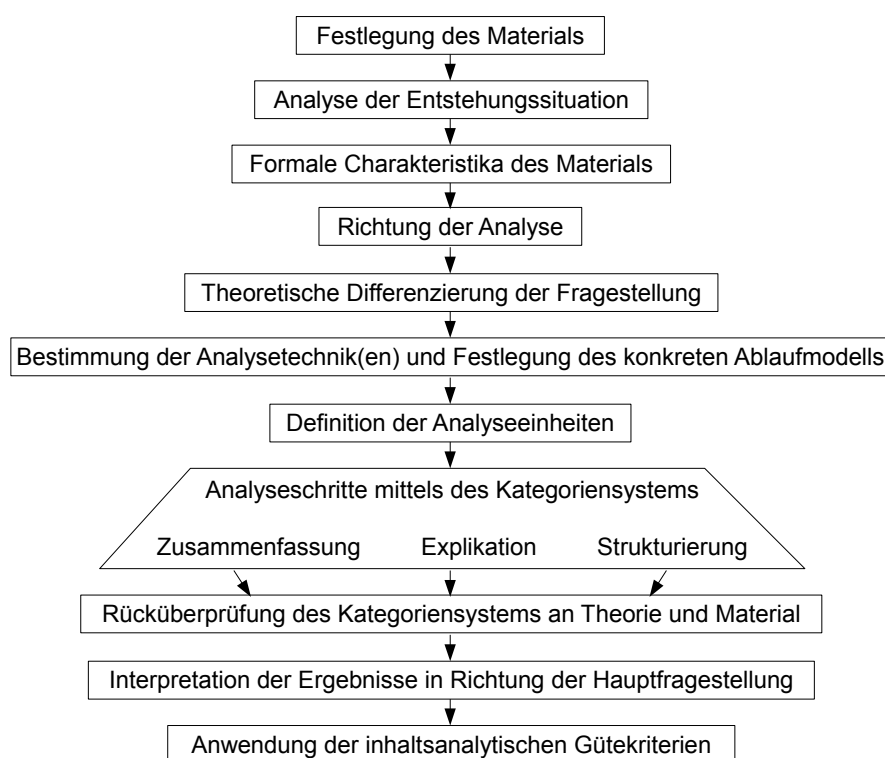 Festlegung des Materials
Analyse der Entstehungssituation
Formale Charakteristika des Materials
Richtung der Analyse
Theoretische Differenzierung der Fragestellung
Bestimmung der Analysetechnik(en) und Festlegung des konkreten Ablaufmodells
Definition der Analyseeinheiten
Analyseschritte mittels des Kategoriensystems
Zusammenfassung Explikation Strukturierung
Rücküberprüfung des Kategoriensystems an Theorie und Material
Interpretation der Ergebnisse in Richtung der Hauptfragestellung
Anwendung der inhaltsanalytischen Gütekriterien